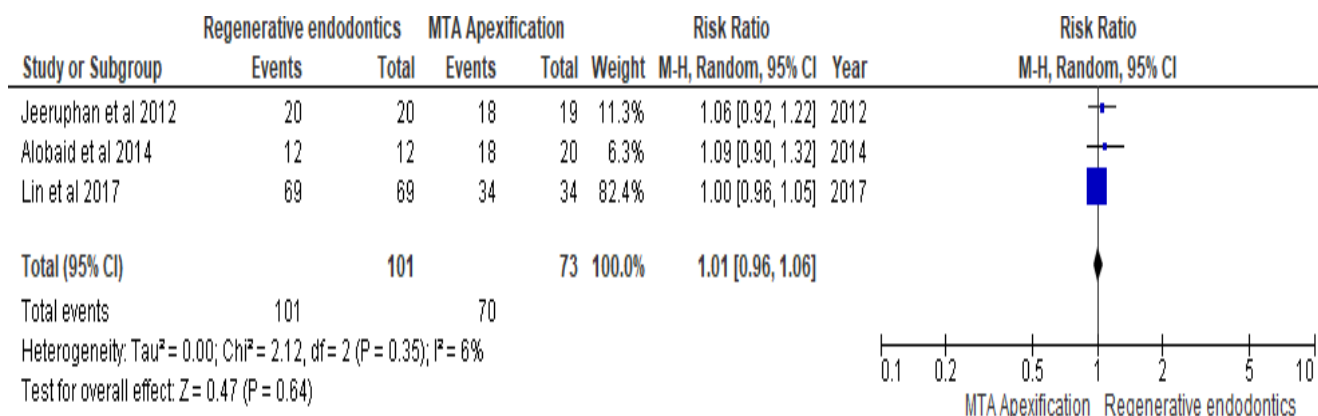 Regenerative endodontics MTA Apexification Risk Ratio Risk Ratio
Study or Subgroup Events Total Events Total Weight M-H, Random, 95% CI Year M-H, Random, 95% CI
Jeeruphan et al 2012 20 20 18 19 11.3% 1.06 [0.92, 1.22] 2012
Alobaid et al 2014 12 12 18 20 6.3% 1.09 [0.90, 1.32] 2014
Lin et al 2017 69 69 34 34 82.4% 1.00 [0.96, 1.05] 2017
Total (95% CI) 101 73 100.0% 1.01 [0.96, 1.06]
Total events 101 70
Heterogeneity: Tau² = 0.00; Chi² = 2.12, df = 2 (P = 0.35); I² = 6%
Test for overall effect: Z = 0.47 (P = 0.64)
0.1 0.2 0.5 1 2 5 10
MTA Apexification Regenerative endodontics